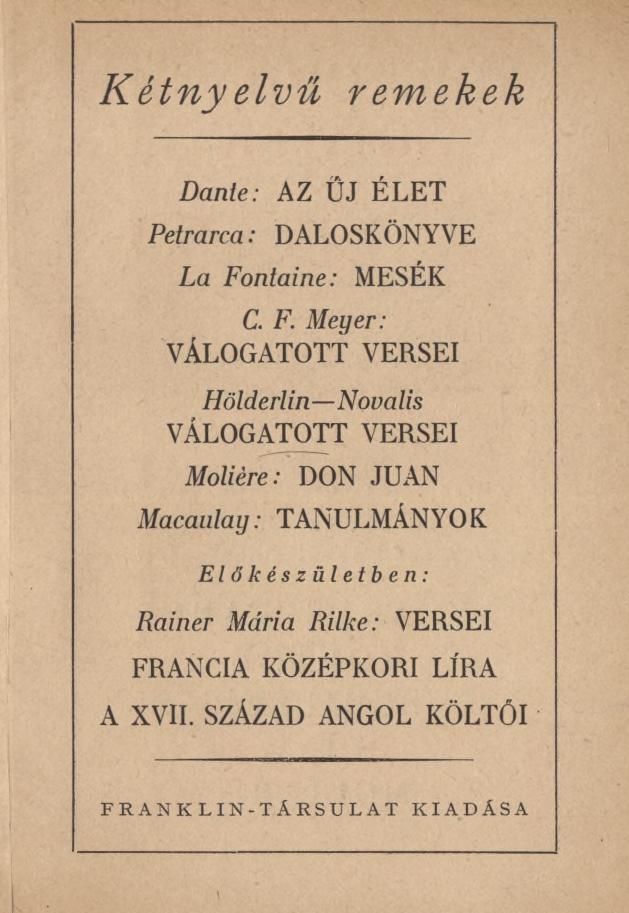 Kétnyelvű remekek
Dante: AZ ŰJ ÉLET
Petrarca: DALOSKÖNYVE
La Fontaine: MESÉK
C. F. Meyer:
VÁLOGATOTT VERSEI
Hölderlin—Novalis
VÁLOGATOTT VERSEI
Molière: DON JUAN
Macaulay: TANULMÁNYOK
Előkészületben:
Rainer Mária Rilke: VERSEI
FRANCIA KÖZÉPKORI LÍRA
A XVII. SZÁZAD ANGOL KÖLTŐI
FRANKLIN-TÁRSULAT KIADÁSA